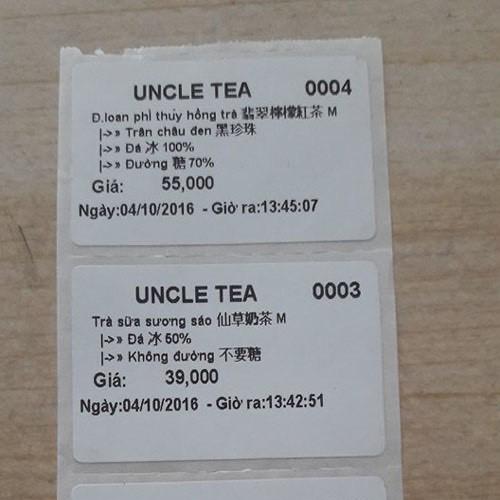 UNCLE TEA 0004
Đ.loan phỉ thúy hồng trà 翡翠檸檬紅茶 M
|->» Trân châu đen 黑珍珠
|->» Đá 冰 100%
|->» Đường 糖 70%
Giá: 55,000
Ngày:04/10/2016 - Giờ ra:13:45:07
UNCLE TEA 0003
Trà sữa sương sáo 仙草奶茶 M
|->» Đá 冰 50%
|->» Không đường 不要糖
Giá: 39,000
Ngày:04/10/2016 - Giờ ra:13:42:51